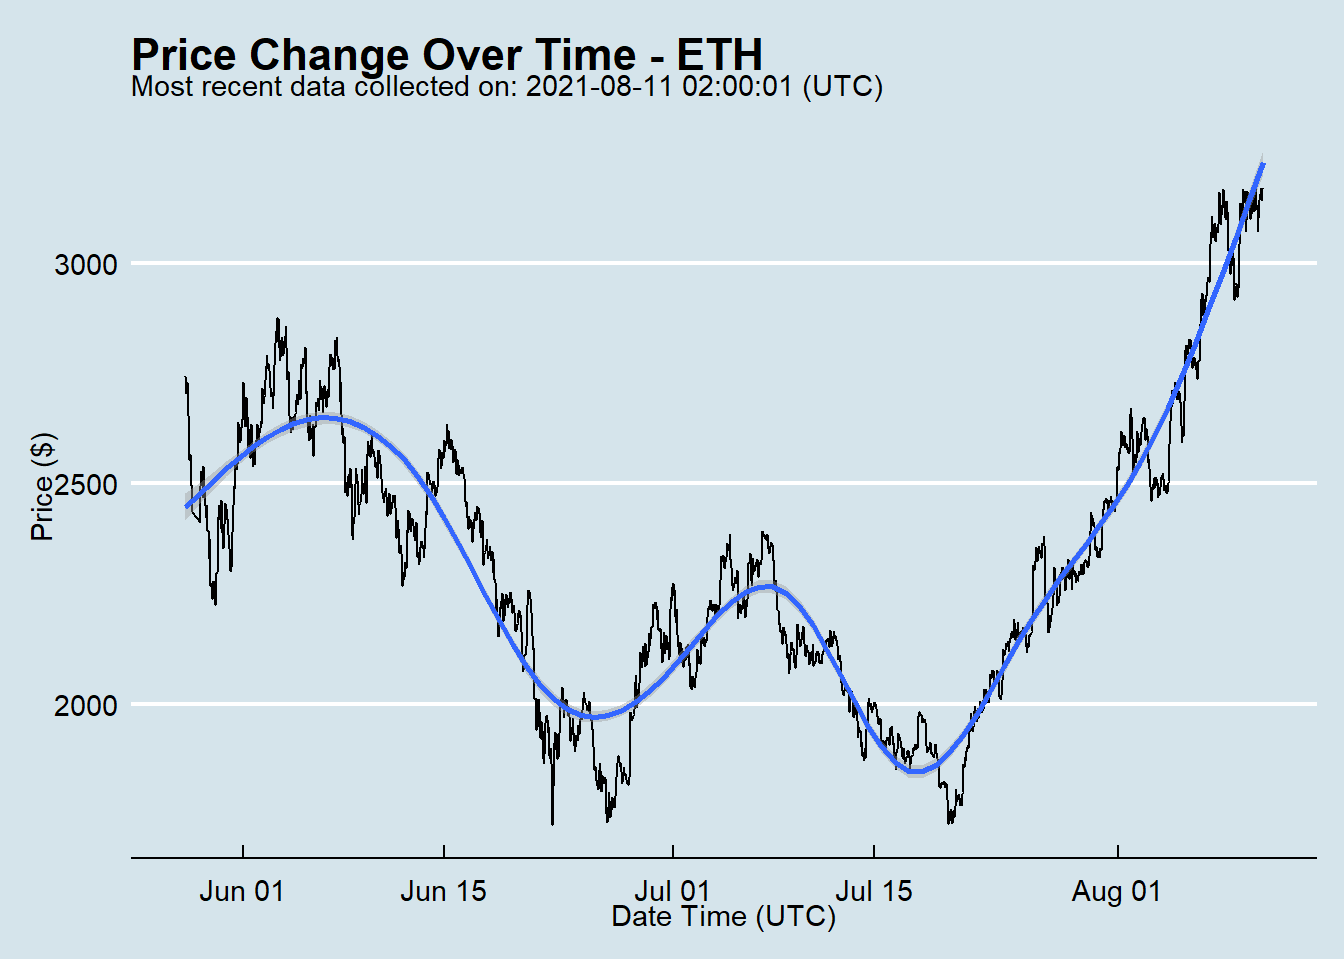 Price Change Over Time - ETH
Most recent data collected on: 2021-08-11 02:00:01 (UTC)
3000
2500
2000
Price ($)
Jun 01
Jun 15
Jul 01
Jul 15
Aug 01
Date Time (UTC)